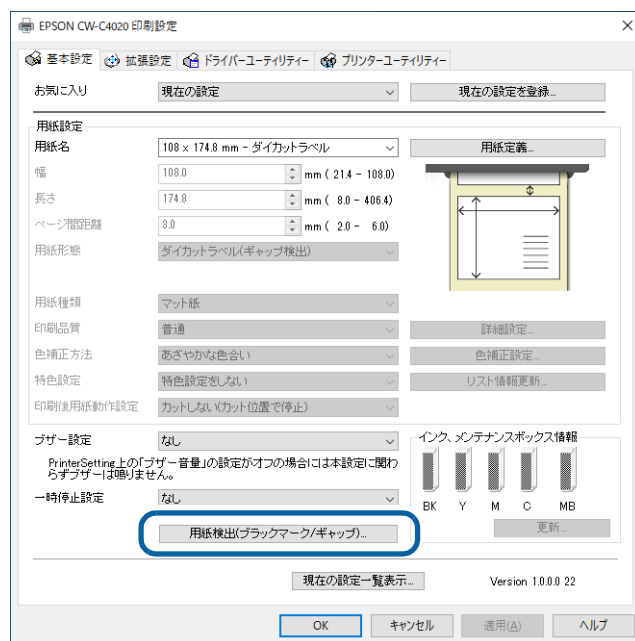 EPSON CW-C4020 印刷設定
基本設定 拡張設定 ドライバーユーティリティー プリンターユーティリティー
お気に入り 現在の設定 現在の設定を登録...
用紙設定
用紙名 108 x 174.8 mm - ダイカットラベル 用紙定義...
幅 108.0 mm ( 21.4 - 108.0)
長さ 174.8 mm ( 8.0 - 406.4)
ページ間距離 3.0 mm ( 2.0 - 6.0)
用紙形態 ダイカットラベル(ギャップ検出)
用紙種類 マット紙
印刷品質 普通 詳細設定...
色補正方法 あざやかな色合い 色補正設定...
特色設定 特色設定をしない リスト情報更新...
印刷後用紙動作設定 カットしない(カット位置で停止)
ブザー設定 なし インク、メンテナンスボックス情報
PrinterSetting上の「ブザー音量」の設定がオフの場合には本設定に関わ
らずブザーは鳴りません。
一時停止設定 なし
BK Y M C MB
用紙検出(ブラックマーク/ギャップ)... 更新...
現在の設定一覧表示... Version 1.0.0.0 22
OK キャンセル 適用(A) ヘルプ